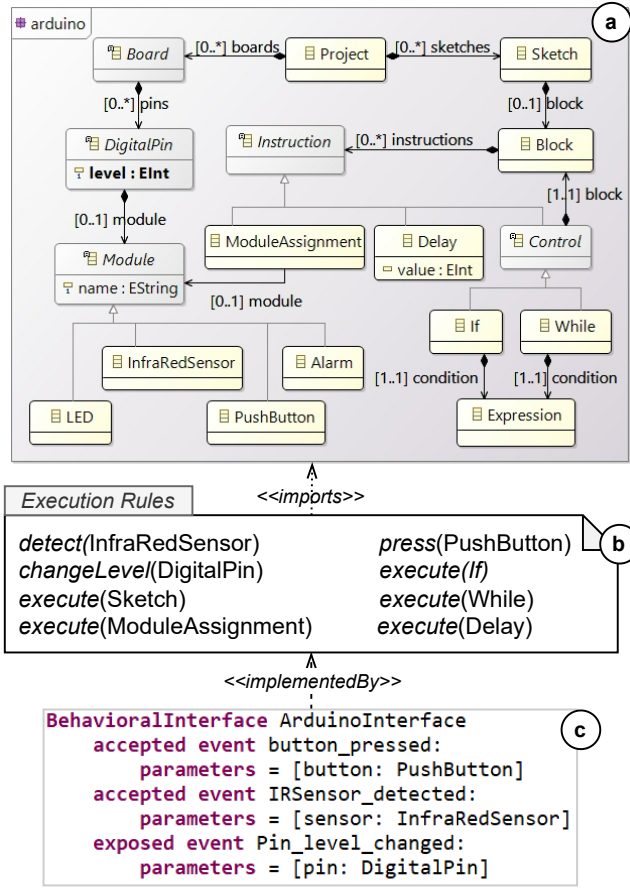 arduino
a
Board
[0..*] boards
Project
[0..*] sketches
Sketch
[0..*] pins
[0..1] block
DigitalPin
level : EInt
Instruction
[0..*] instructions
Block
[0..1] module
[1..1] block
ModuleAssignment
Delay
value : EInt
Control
Module
name : EString
[0..1] module
If
While
InfraRedSensor
Alarm
[1..1] condition
[1..1] condition
LED
PushButton
Expression
<<imports>>
Execution Rules
b
detect(InfraRedSensor)
press(PushButton)
changeLevel(DigitalPin)
execute(If)
execute(Sketch)
execute(While)
execute(ModuleAssignment)
execute(Delay)
<<implementedBy>>
c
BehavioralInterface ArduinoInterface
accepted event button_pressed:
parameters = [button: PushButton]
accepted event IRSensor_detected:
parameters = [sensor: InfraRedSensor]
exposed event Pin_level_changed:
parameters = [pin: DigitalPin]